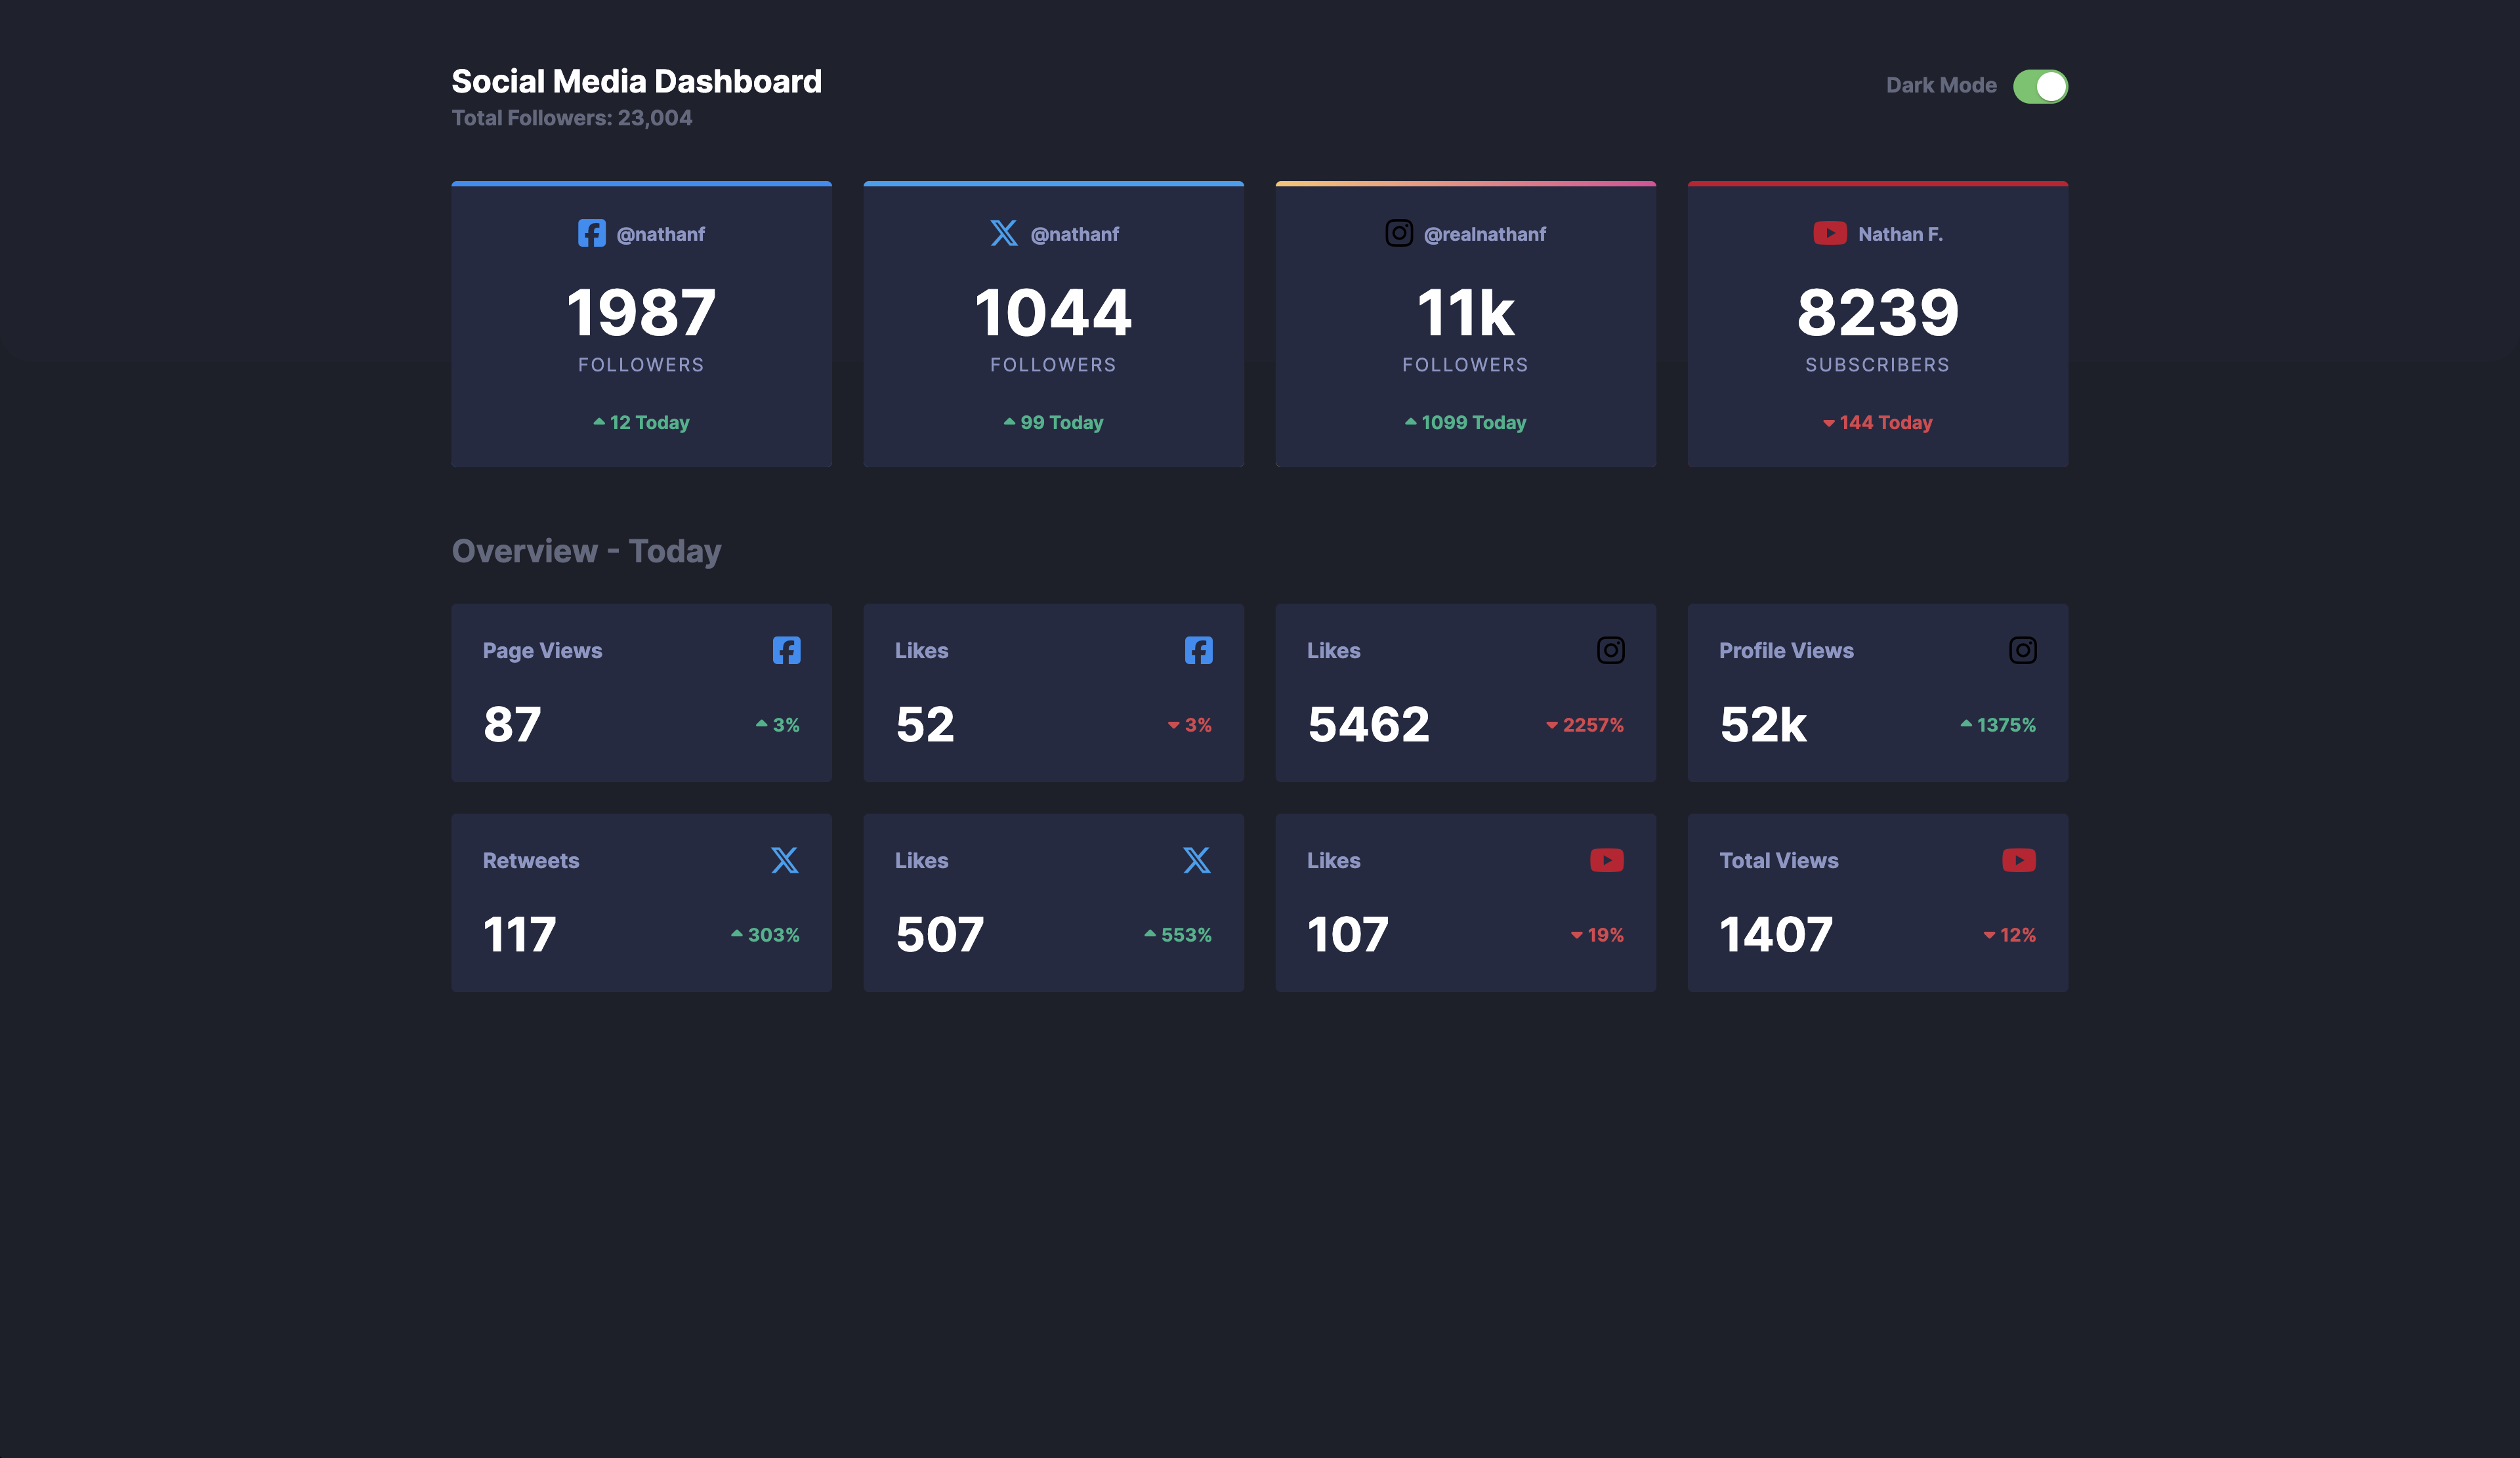 Social Media Dashboard
Total Followers: 23,004
Dark Mode
@nathanf
1987
FOLLOWERS
12 Today
@nathanf
1044
FOLLOWERS
99 Today
@realnathanf
11k
FOLLOWERS
1099 Today
Nathan F.
8239
SUBSCRIBERS
144 Today
Overview - Today
Page Views
87
3%
Likes
52
3%
Likes
5462
2257%
Profile Views
52k
1375%
Retweets
117
303%
Likes
507
553%
Likes
107
19%
Total Views
1407
12%